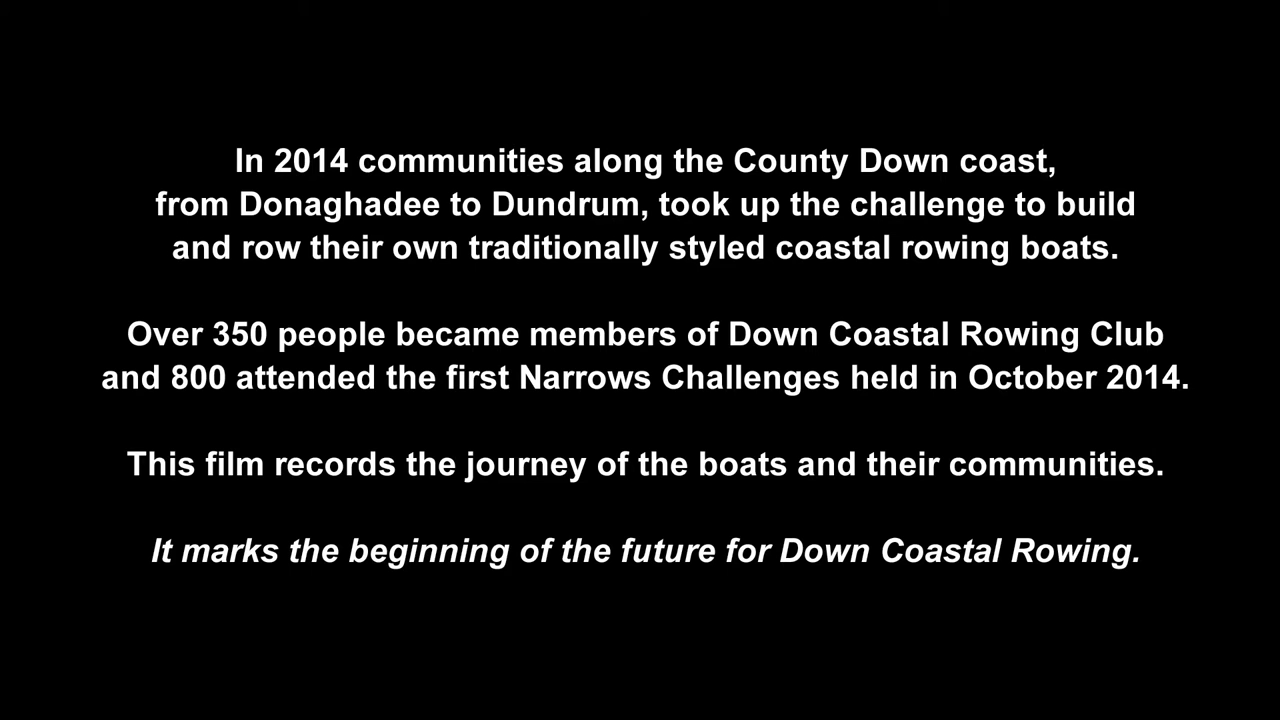 In 2014 communities along the County Down coast,
from Donaghadee to Dundrum, took up the challenge to build
and row their own traditionally styled coastal rowing boats.
Over 350 people became members of Down Coastal Rowing Club
and 800 attended the first Narrows Challenges held in October 2014.
This film records the journey of the boats and their communities.
It marks the beginning of the future for Down Coastal Rowing.